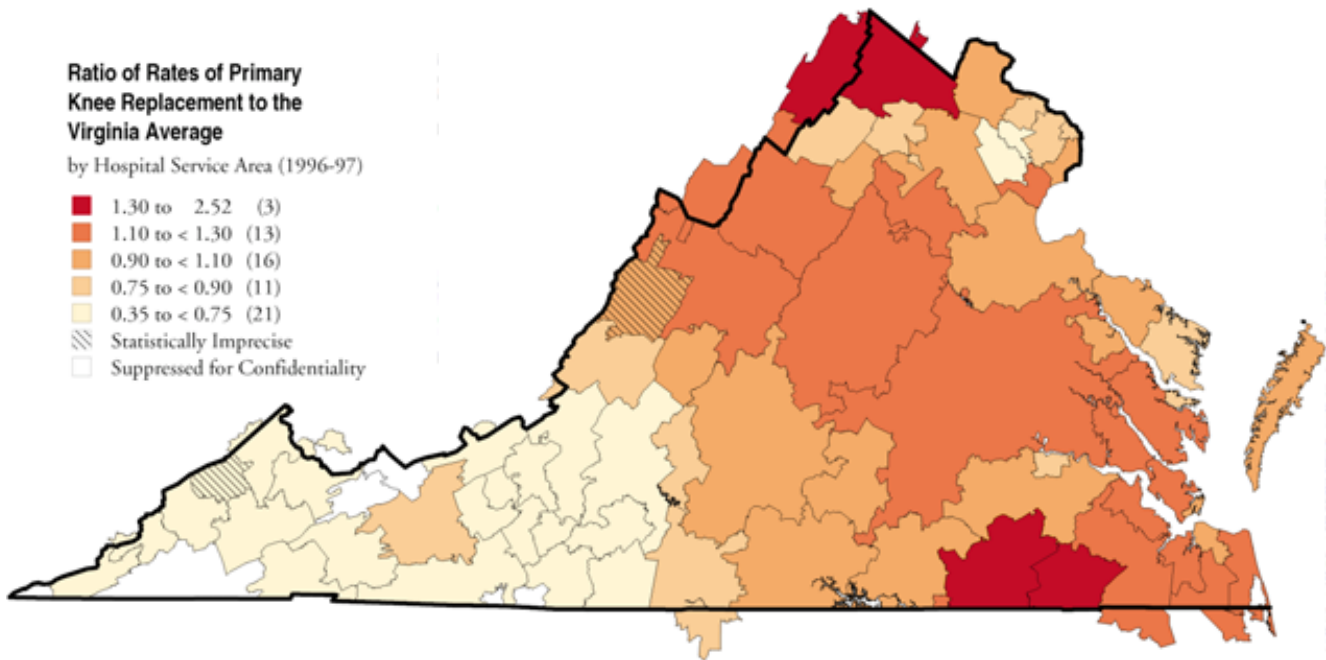 Ratio of Rates of Primary
Knee Replacement to the
Virginia Average
by Hospital Service Area (1996-97)
1.30 to 2.52 (3)
1.10 to < 1.30 (13)
0.90 to < 1.10 (16)
0.75 to < 0.90 (11)
0.35 to < 0.75 (21)
Statistically Imprecise
Suppressed for Confidentiality